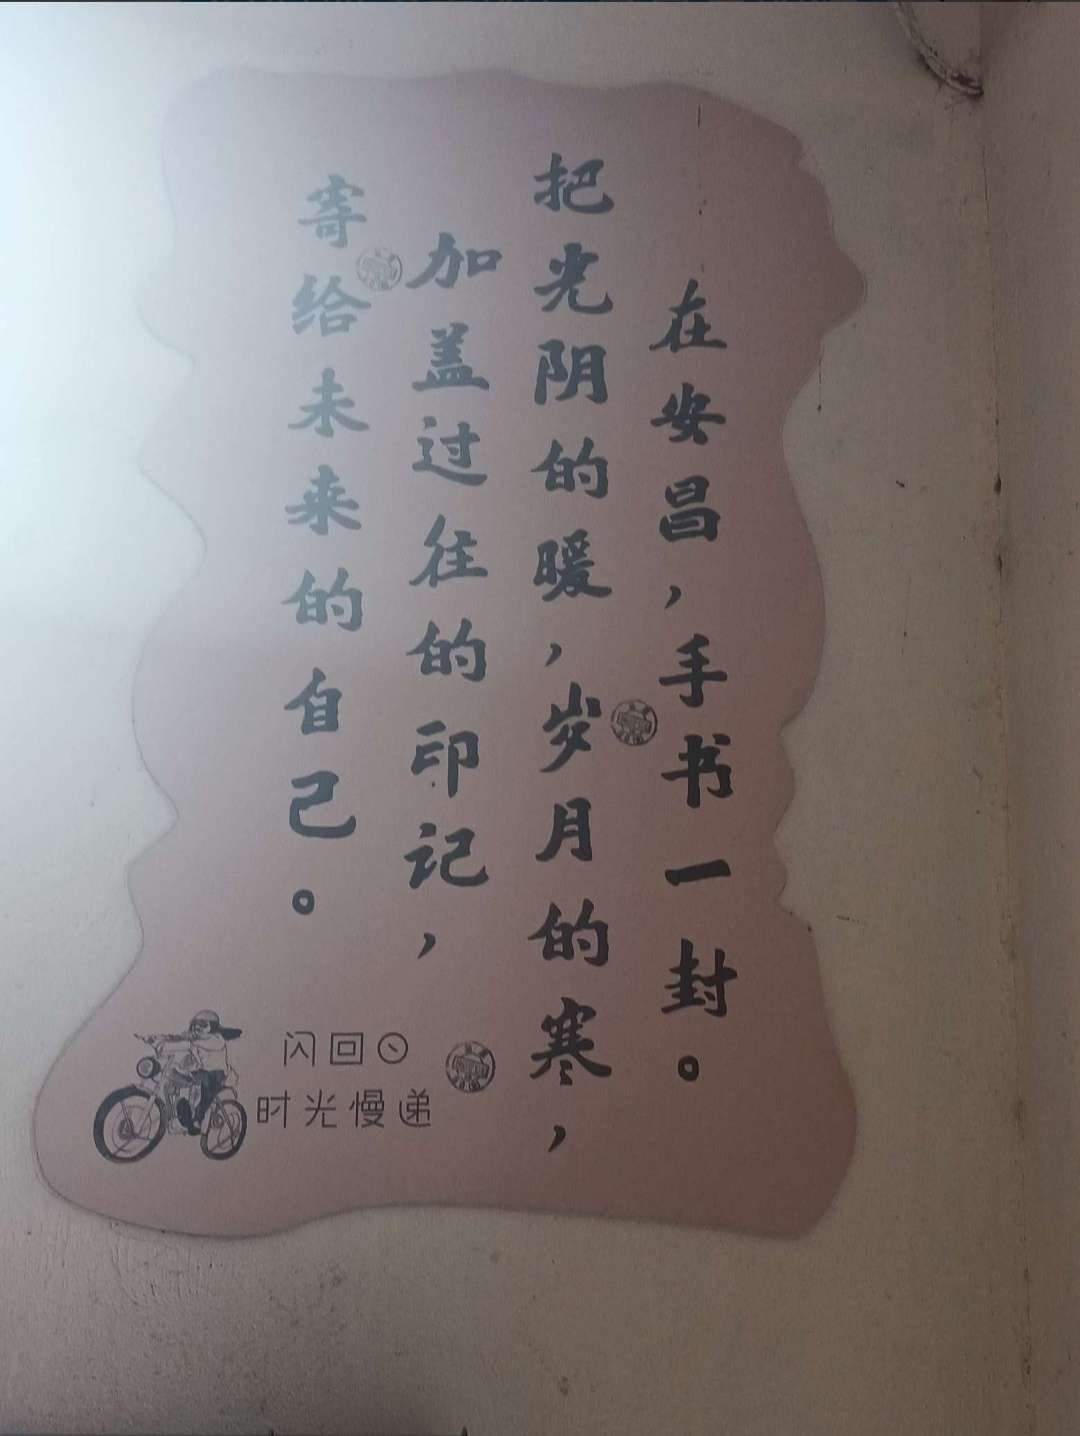 在安昌,手书一封。
把光阴的暖,岁月的寒,
加盖过往的印记,
寄给未来的自己。
闪回
时光慢递